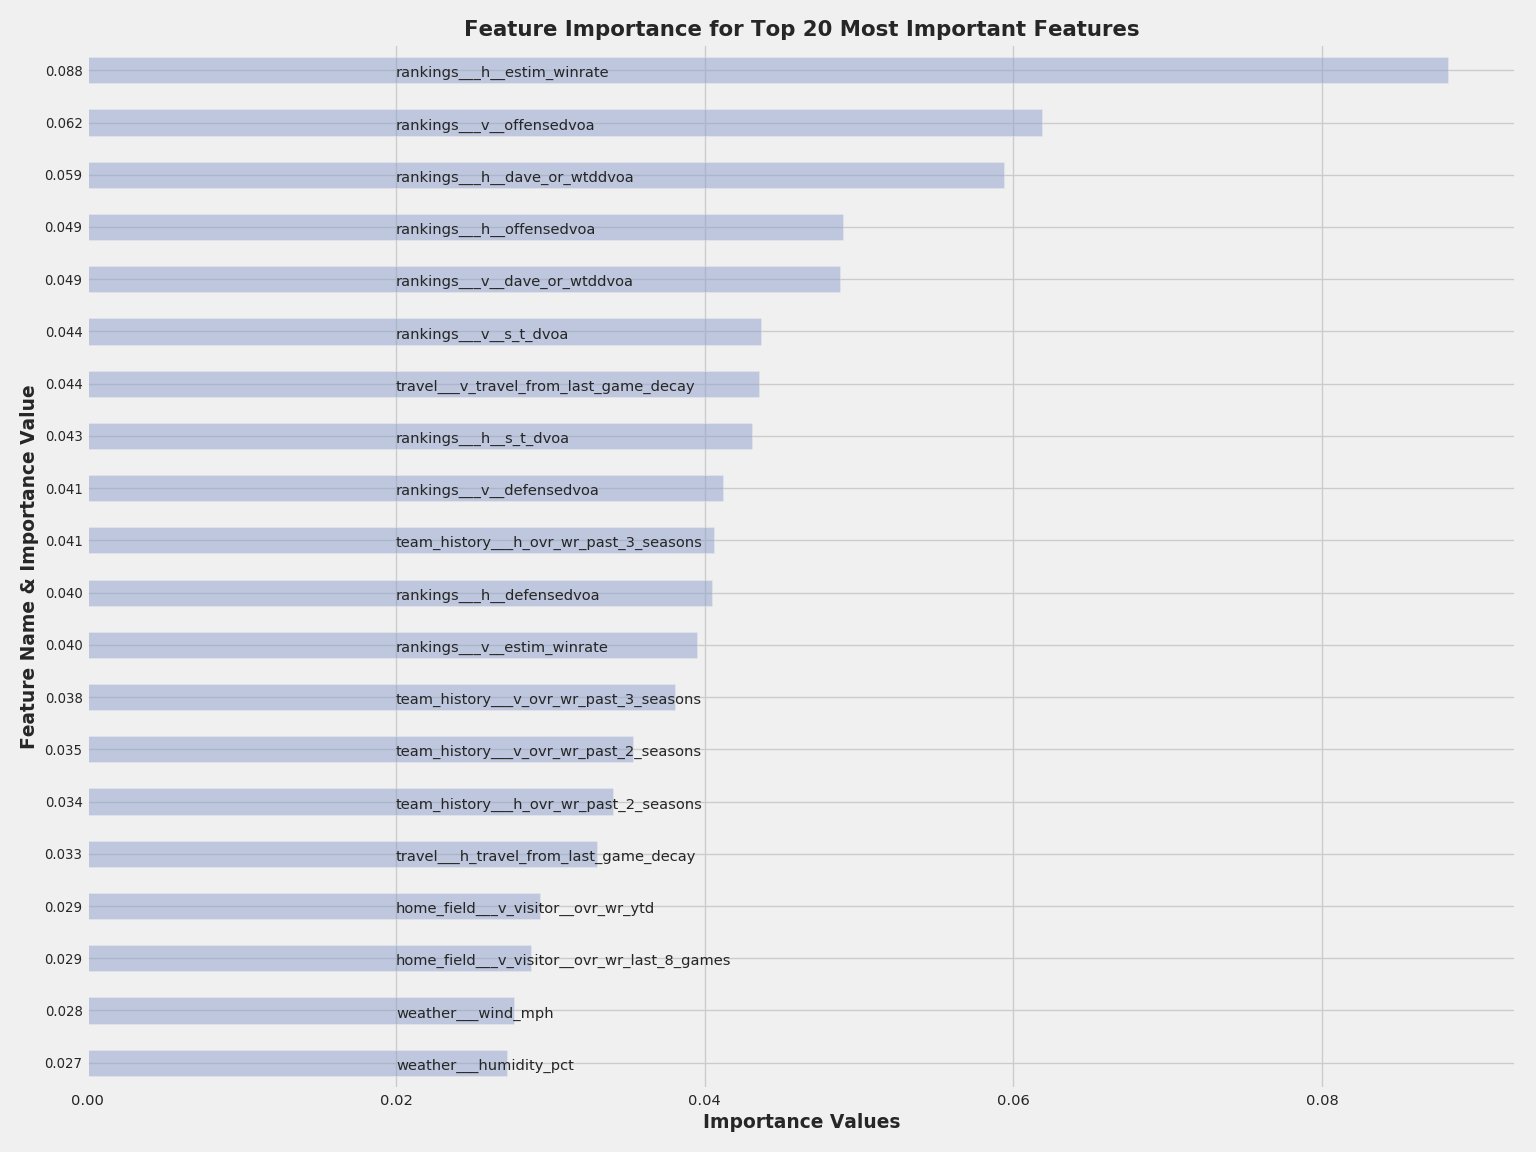 Feature Importance for Top 20 Most Important Features
0.088 rankings___h__estim_winrate
0.062 rankings___v__offensedvoa
0.059 rankings___h__dave_or_wtddvoa
0.049 rankings___h__offensedvoa
0.049 rankings___v__dave_or_wtddvoa
0.044 rankings___v__s_t_dvoa
0.044 travel___v_travel_from_last_game_decay
0.043 rankings___h__s_t_dvoa
0.041 rankings___v__defensedvoa
0.041 team_history___h_ovr_wr_past_3_seasons
0.040 rankings___h__defensedvoa
0.040 rankings___v__estim_winrate
0.038 team_history___v_ovr_wr_past_3_seasons
0.035 team_history___v_ovr_wr_past_2_seasons
0.034 team_history___h_ovr_wr_past_2_seasons
0.033 travel___h_travel_from_last_game_decay
0.029 home_field___v_visitor__ovr_wr_ytd
0.029 home_field___v_visitor__ovr_wr_last_8_games
0.028 weather___wind_mph
0.027 weather___humidity_pct
Feature Name & Importance Value
0.00 0.02 0.04 0.06 0.08
Importance Values